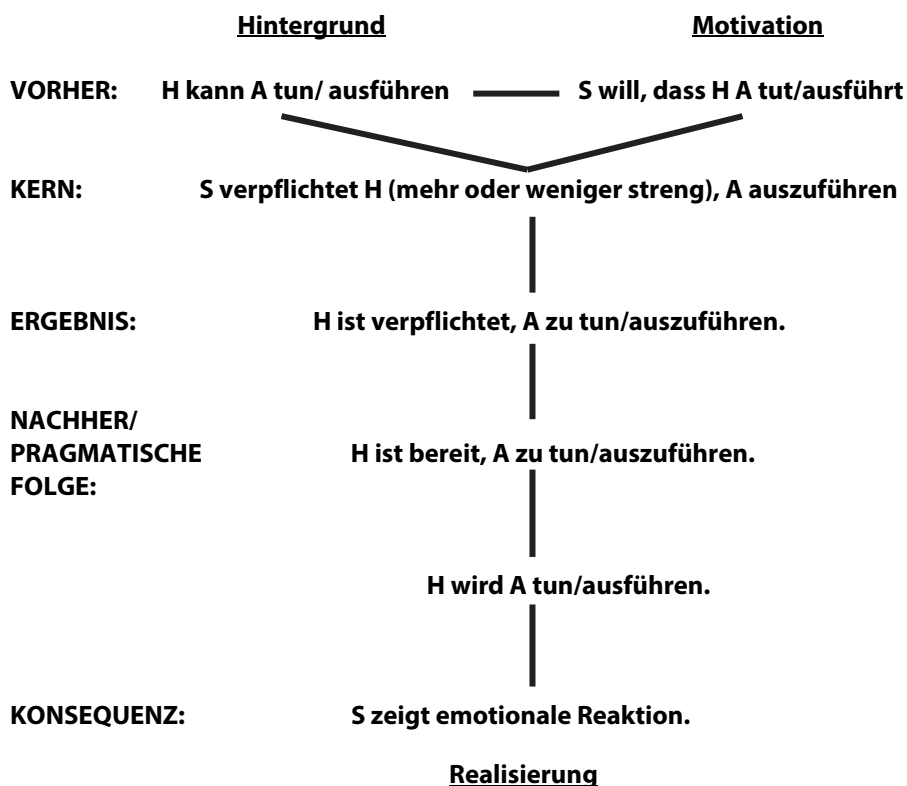 Hintergrund Motivation
VORHER: H kann A tun/ ausführen S will, dass H A tut/ausführt
KERN: S verpflichtet H (mehr oder weniger streng), A auszuführen
ERGEBNIS: H ist verpflichtet, A zu tun/auszuführen.
NACHHER/
PRAGMATISCHE H ist bereit, A zu tun/auszuführen.
FOLGE:
H wird A tun/ausführen.
KONSEQUENZ: S zeigt emotionale Reaktion.
Realisierung